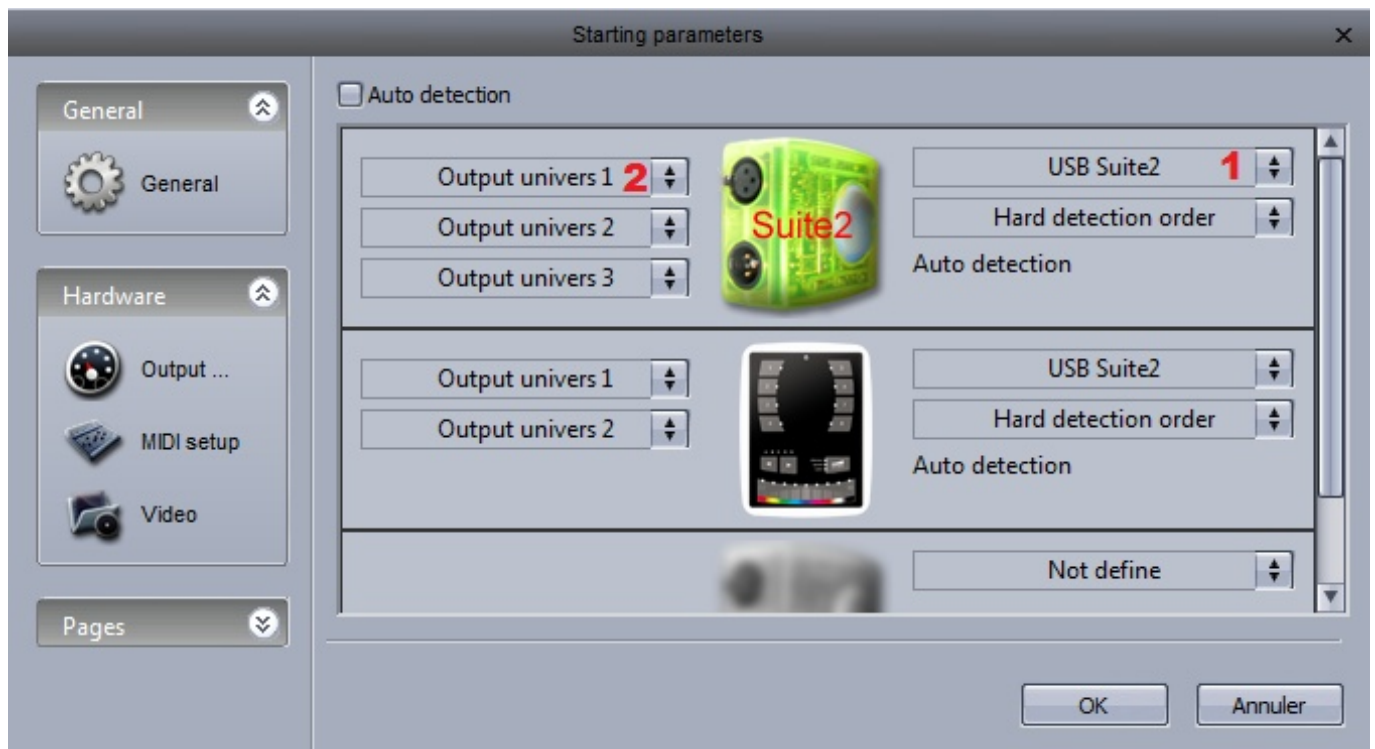 Starting parameters
General
General
Hardware
Output ...
MIDI setup
Video
Pages
Auto detection
Output univers 1 2
Output univers 2
Output univers 3
Suite2
USB Suite2 1
Hard detection order
Auto detection
Output univers 1
Output univers 2
USB Suite2
Hard detection order
Auto detection
Not define
OK
Annuler